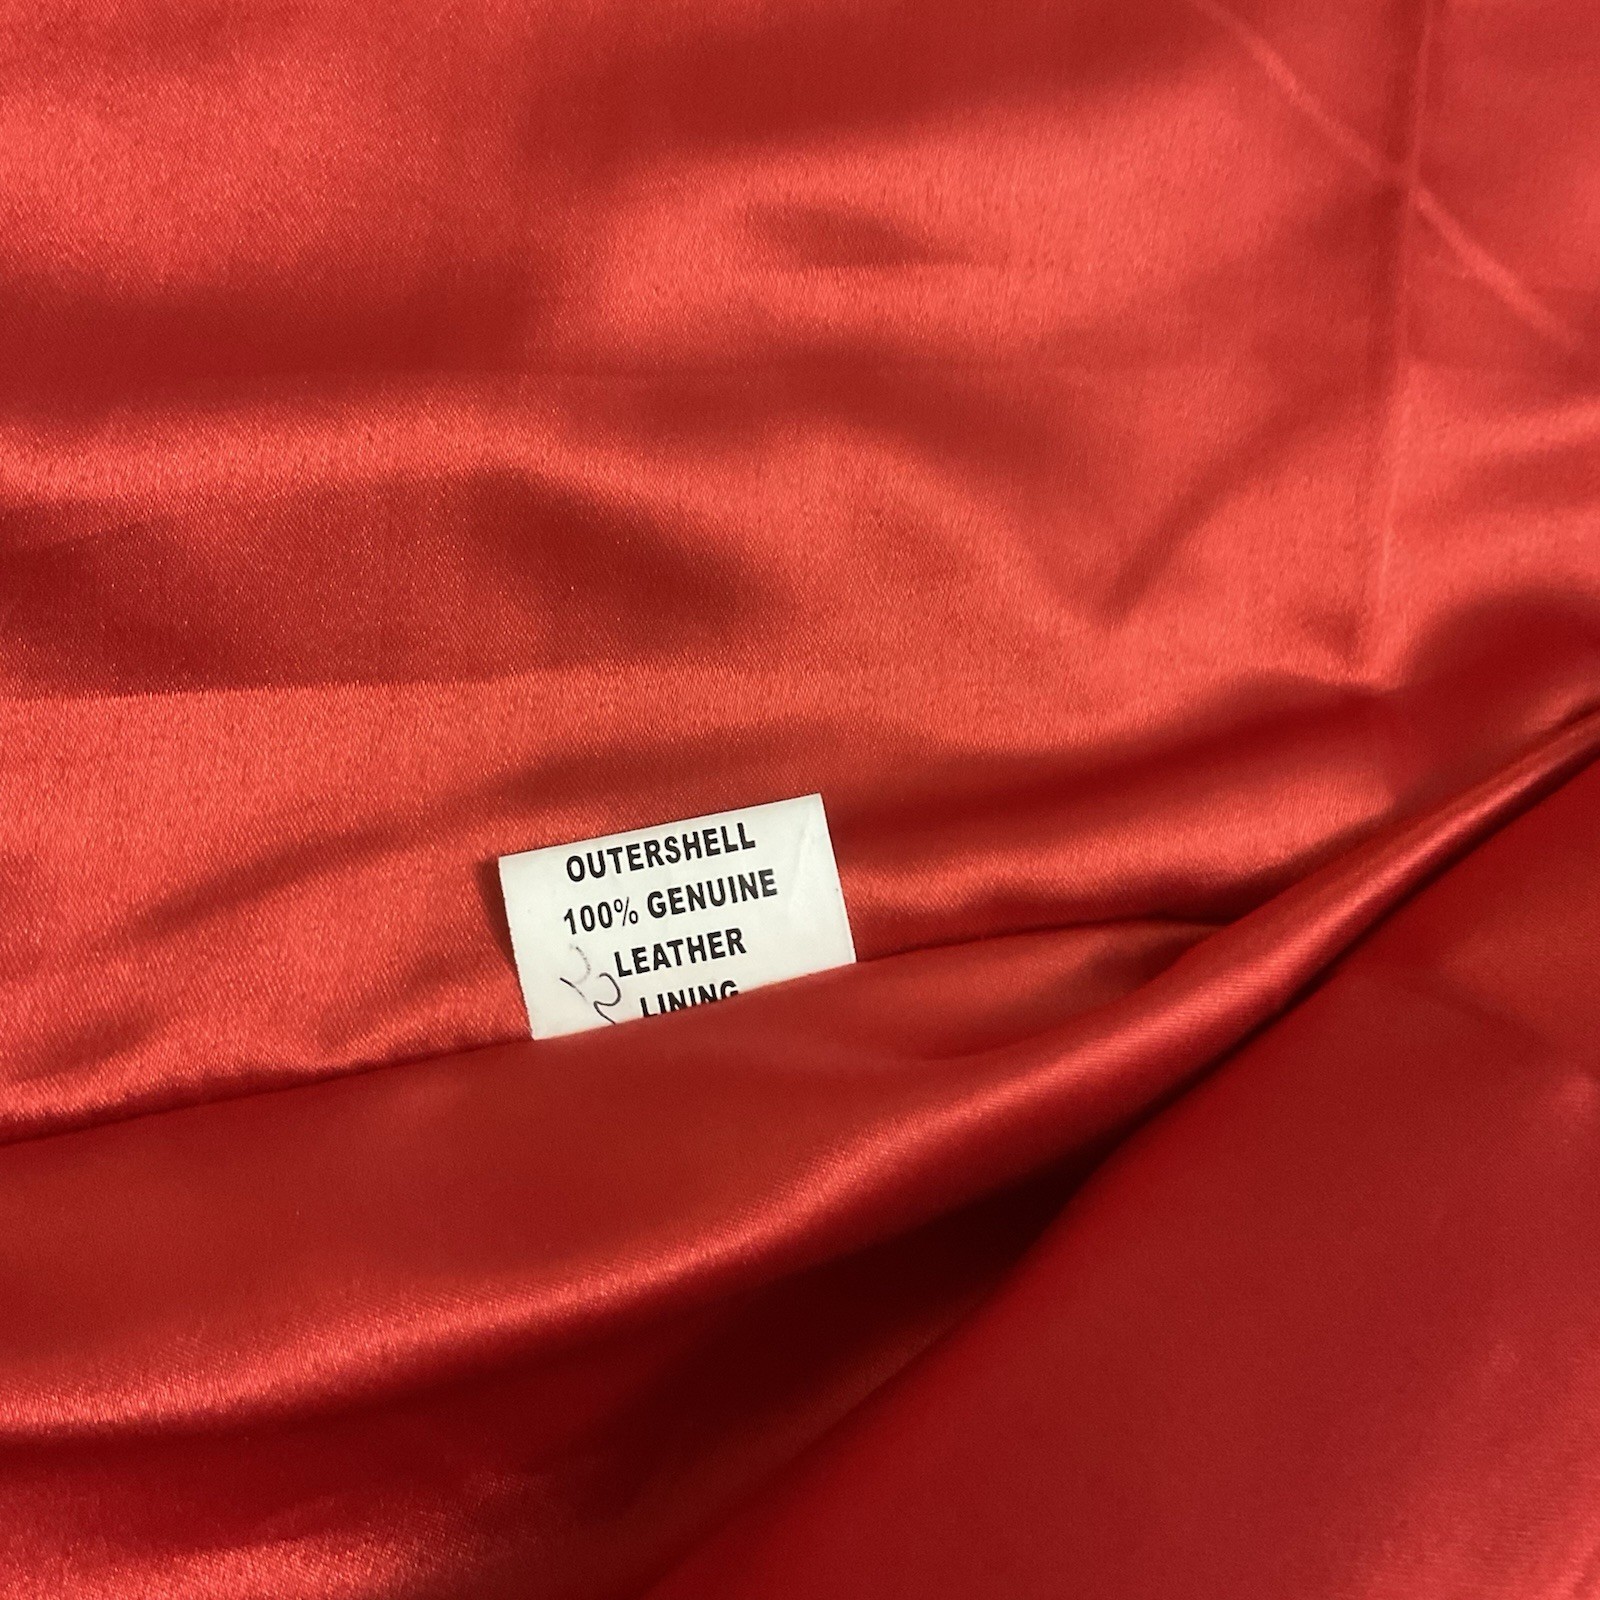 OUTERSHELL
100% GENUINE
LEATHER
LINING